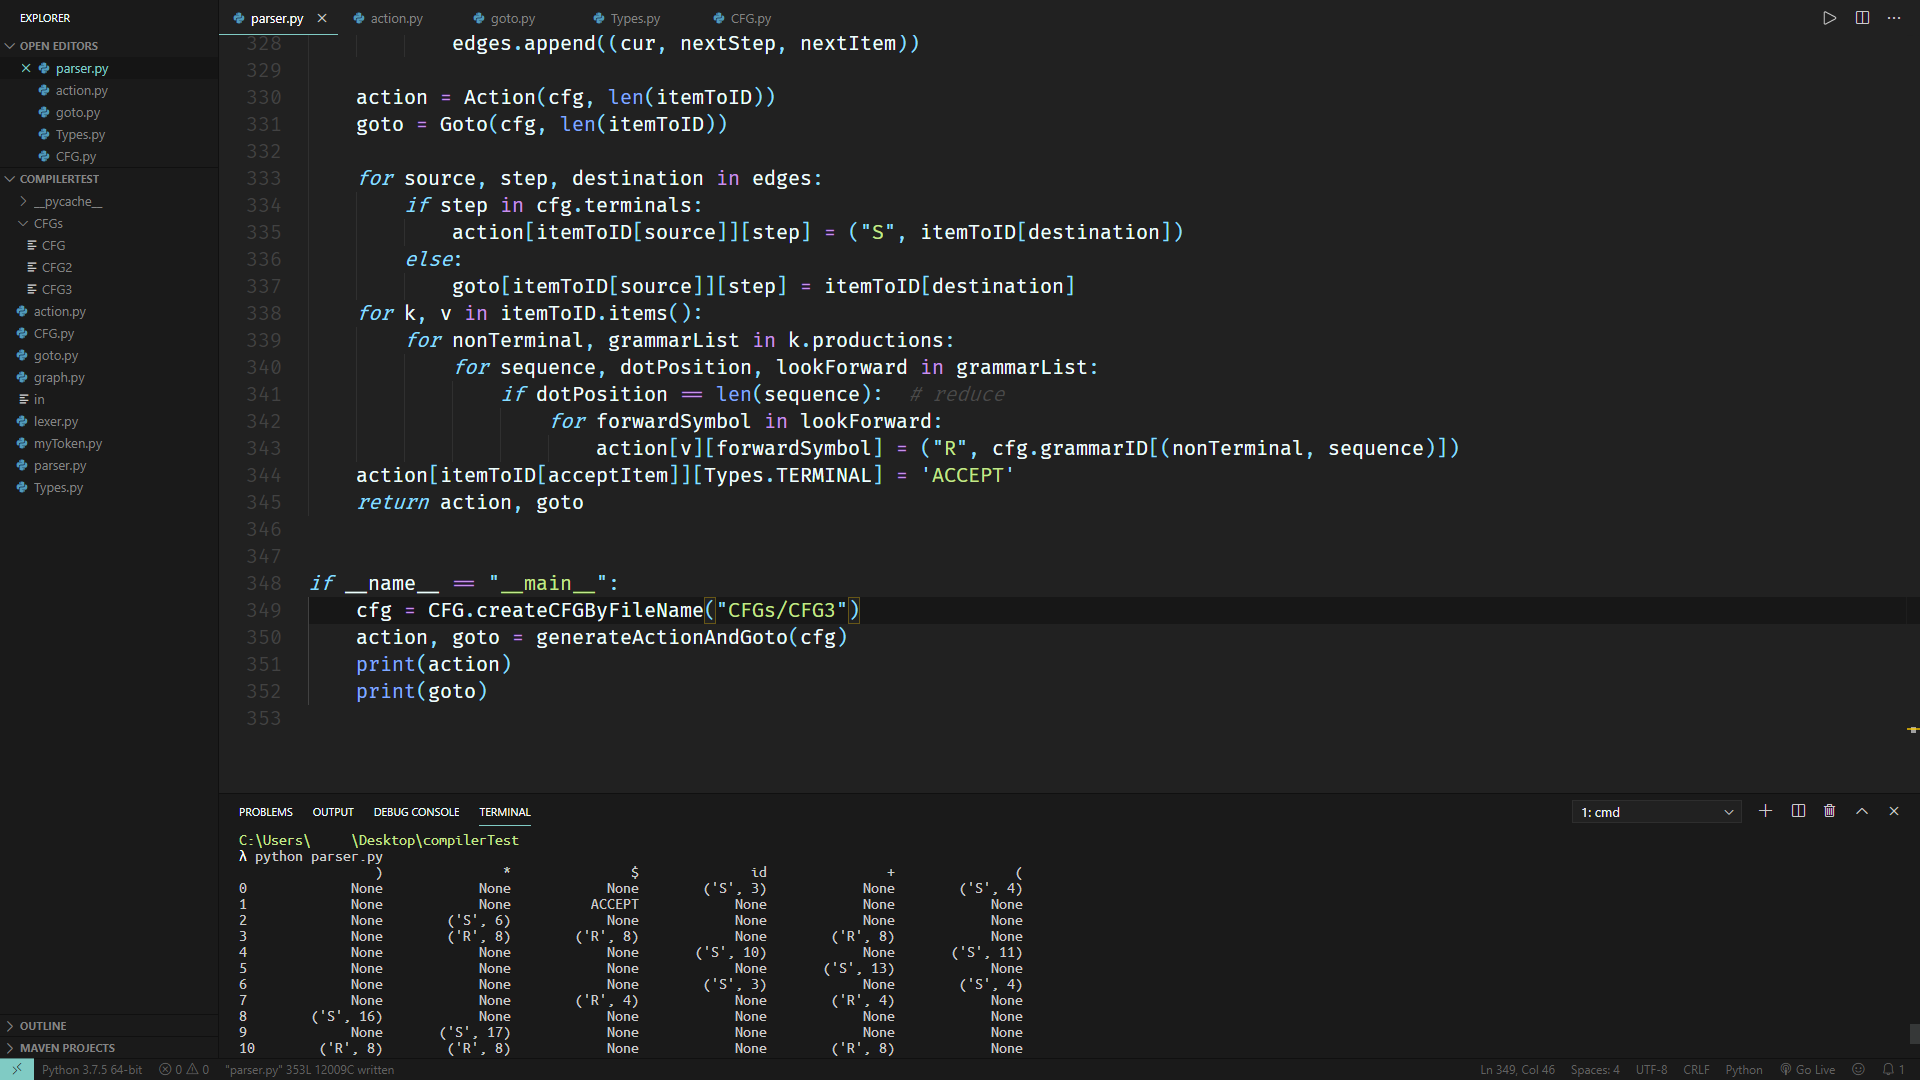 EXPLORER
OPEN EDITORS
parser.py
action.py
goto.py
Types.py
CFG.py
COMPILERTEST
__pycache__
CFGs
CFG
CFG2
CFG3
action.py
CFG.py
goto.py
graph.py
in
lexer.py
myToken.py
parser.py
Types.py
OUTLINE
MAVEN PROJECTS
parser.py action.py goto.py Types.py CFG.py
328 edges.append((cur, nextStep, nextItem))
329
330 action = Action(cfg, len(itemToID))
331 goto = Goto(cfg, len(itemToID))
332
333 for source, step, destination in edges:
334 if step in cfg.terminals:
335 action[itemToID[source]][step] = ("S", itemToID[destination])
336 else:
337 goto[itemToID[source]][step] = itemToID[destination]
338 for k, v in itemToID.items():
339 for nonTerminal, grammarList in k.productions:
340 for sequence, dotPosition, lookForward in grammarList:
341 if dotPosition == len(sequence): # reduce
342 for forwardSymbol in lookForward:
343 action[v][forwardSymbol] = ("R", cfg.grammarID[(nonTerminal, sequence)])
344 action[itemToID[acceptItem]][Types.TERMINAL] = 'ACCEPT'
345 return action, goto
346
347
348 if __name__ == "__main__":
349 cfg = CFG.createCFGByFileName("CFGs/CFG3")
350 action, goto = generateActionAndGoto(cfg)
351 print(action)
352 print(goto)
353
PROBLEMS OUTPUT DEBUG CONSOLE TERMINAL 1: cmd
C:\Users\ \Desktop\compilerTest
λ python parser.py
) * $ id + (
0 None None None ('S', 3) None ('S', 4)
1 None None ACCEPT None None None
2 None ('S', 6) None None None None
3 None ('R', 8) ('R', 8) None ('R', 8) None
4 None None None ('S', 10) None ('S', 11)
5 None None None None ('S', 13) None
6 None None None ('S', 3) None ('S', 4)
7 None None ('R', 4) None ('R', 4) None
8 ('S', 16) None None None None None
9 None ('S', 17) None None None None
10 ('R', 8) ('R', 8) None None ('R', 8) None
Python 3.7.5 64-bit 0 0 "parser.py" 353L 12009C written Ln 349, Col 46 Spaces: 4 UTF-8 CRLF Python Go Live 1